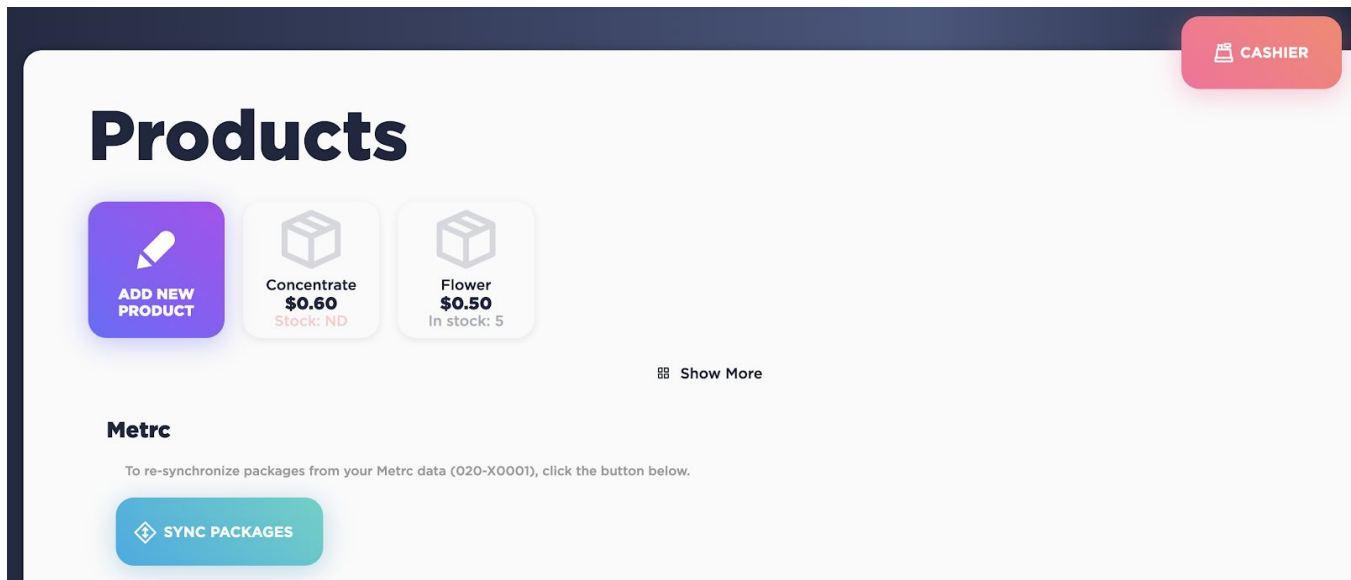 CASHIER
Products
ADD NEW
PRODUCT
Concentrate
$0.60
Stock: ND
Flower
$0.50
In stock: 5
Show More
Metrc
To re-synchronize packages from your Metrc data (020-X0001), click the button below.
SYNC PACKAGES